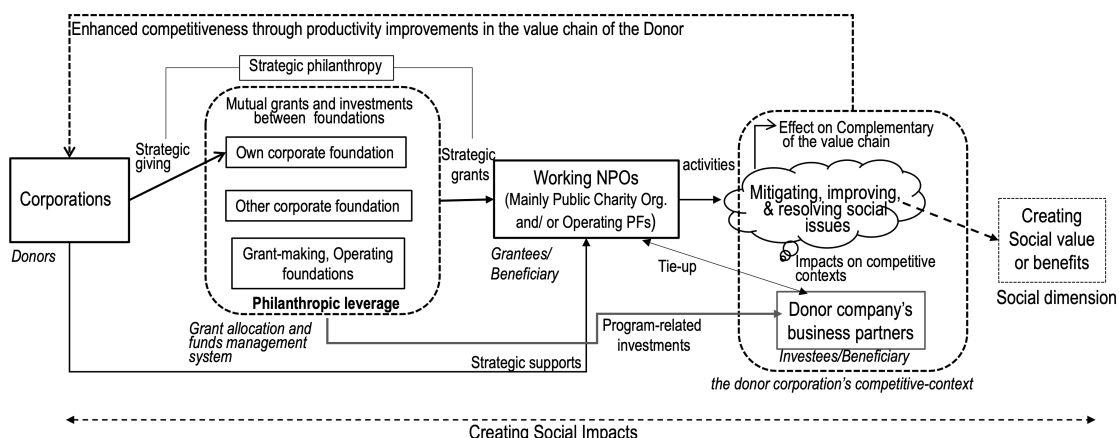 Enhanced competitiveness through productivity improvements in the value chain of the Donor
Strategic philanthropy
Mutual grants and investments
between foundations
Strategic
giving
Own corporate foundation
Corporations
Other corporate foundation
Grant-making, Operating
foundations
Philanthropic leverage
Donors
Grant allocation and
funds management
system
Strategic
grants
Working NPOs
(Mainly Public Charity Org.
and/ or Operating PFs)
Grantees/
Beneficiary
activities
Effect on Complementary
of the value chain
Mitigating, improving,
& resolving social
issues
Impacts on competitive
contexts
Tie-up
Donor company's
business partners
Investees/Beneficiary
the donor corporation's competitive-context
Program-related
investments
Strategic supports
Creating
Social value
or benefits
Social dimension
Creating Social Impacts